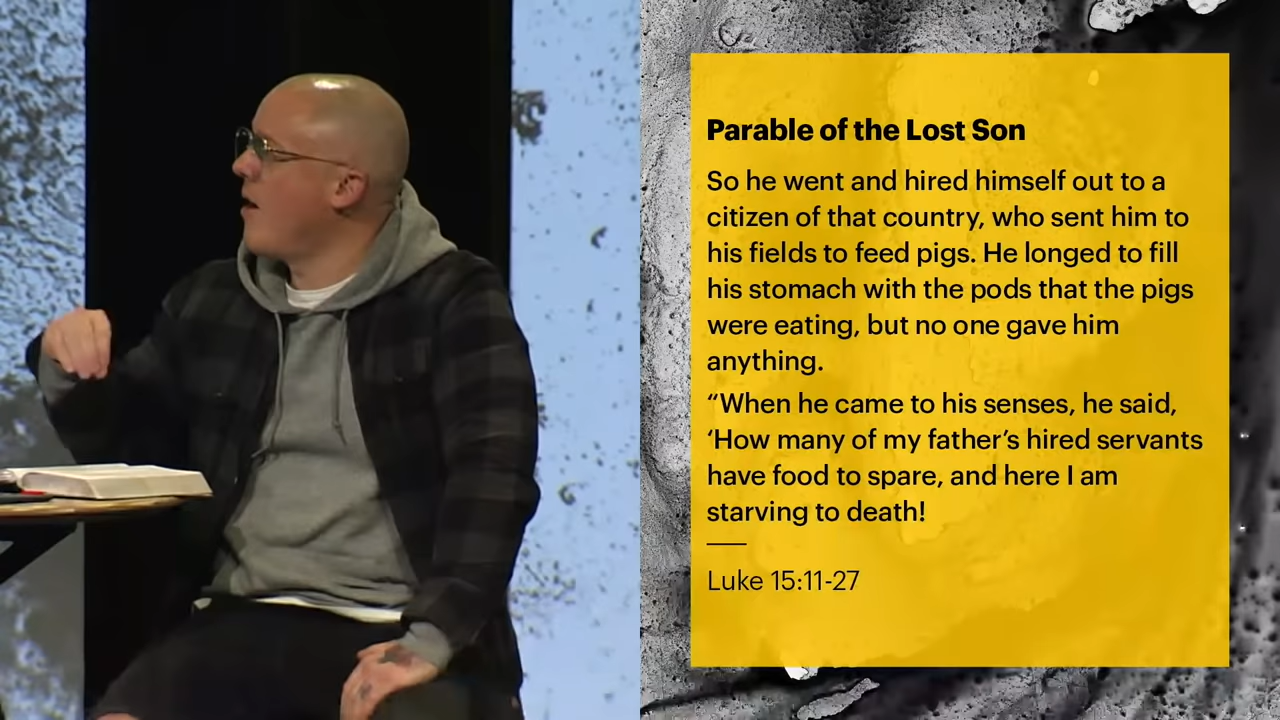 Parable of the Lost Son
So he went and hired himself out to a
citizen of that country, who sent him to
his fields to feed pigs. He longed to fill
his stomach with the pods that the pigs
were eating, but no one gave him
anything.
“When he came to his senses, he said,
‘How many of my father’s hired servants
have food to spare, and here I am
starving to death!
Luke 15:11-27